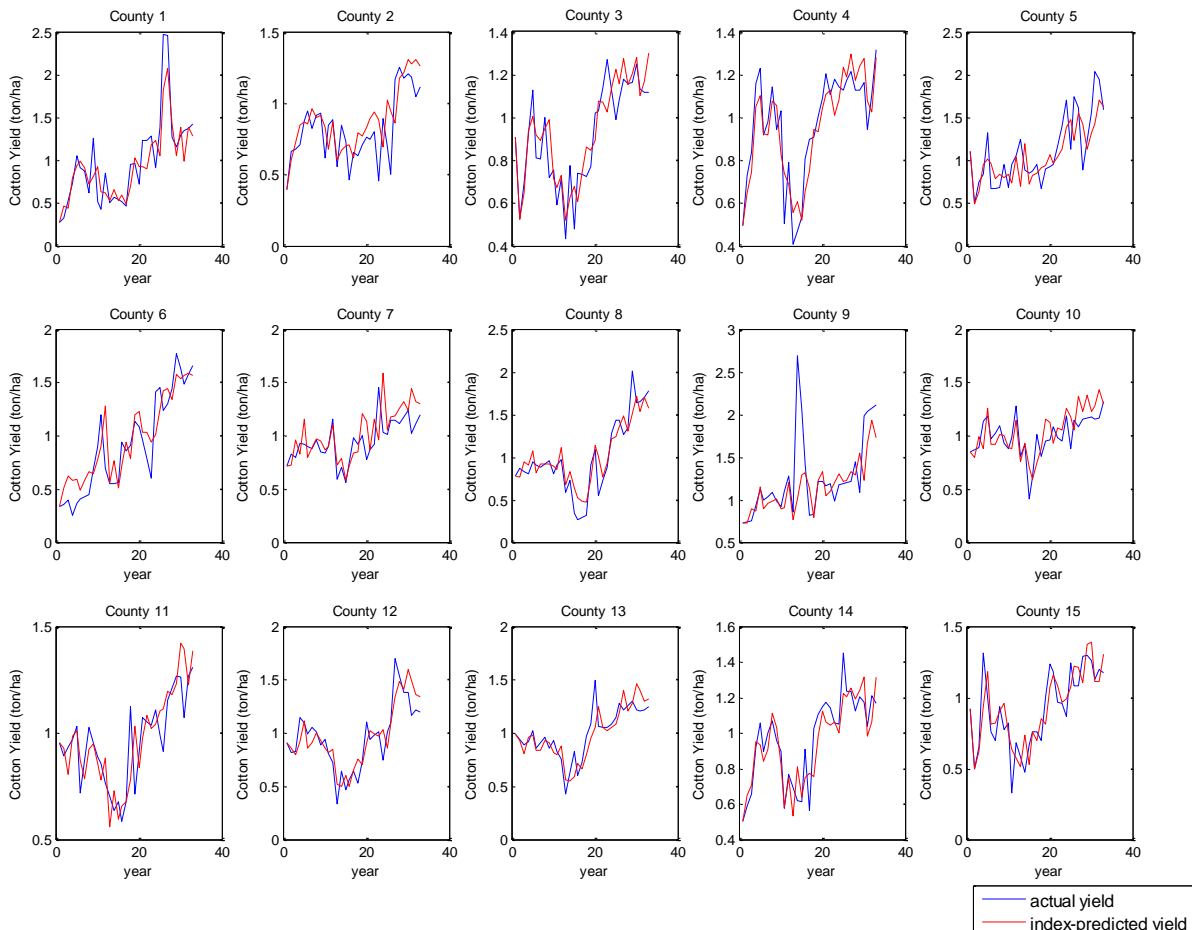 County 1
County 2
County 3
County 4
County 5
Cotton Yield (ton/ha)
Cotton Yield (ton/ha)
Cotton Yield (ton/ha)
Cotton Yield (ton/ha)
Cotton Yield (ton/ha)
2.5
2
1.5
1
0.5
0
1.5
1
0.5
0
1.4
1.2
1
0.8
0.6
0.4
1.4
1.2
1
0.8
0.6
0.4
2.5
2
1.5
1
0.5
0
0 20 40
0 20 40
0 20 40
0 20 40
0 20 40
year
year
year
year
year
County 6
County 7
County 8
County 9
County 10
Cotton Yield (ton/ha)
Cotton Yield (ton/ha)
Cotton Yield (ton/ha)
Cotton Yield (ton/ha)
Cotton Yield (ton/ha)
2
1.5
1
0.5
0
2
1.5
1
0.5
0
2.5
2
1.5
1
0.5
0
3
2.5
2
1.5
1
0.5
2
1.5
1
0.5
0
0 20 40
0 20 40
0 20 40
0 20 40
0 20 40
year
year
year
year
year
County 11
County 12
County 13
County 14
County 15
Cotton Yield (ton/ha)
Cotton Yield (ton/ha)
Cotton Yield (ton/ha)
Cotton Yield (ton/ha)
Cotton Yield (ton/ha)
1.5
1
0.5
2
1.5
1
0.5
0
2
1.5
1
0.5
0
1.6
1.4
1.2
1
0.8
0.6
0.4
1.5
1
0.5
0
0 20 40
0 20 40
0 20 40
0 20 40
0 20 40
year
year
year
year
year
actual yield
index-predicted yield